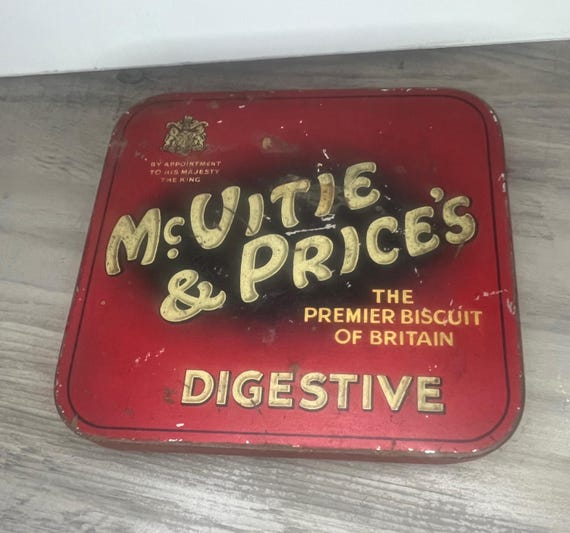 BY APPOINTMENT
TO HIS MAJESTY
THE KING
McVITIE
& PRICE'S
THE
PREMIER BISCUIT
OF BRITAIN
DIGESTIVE